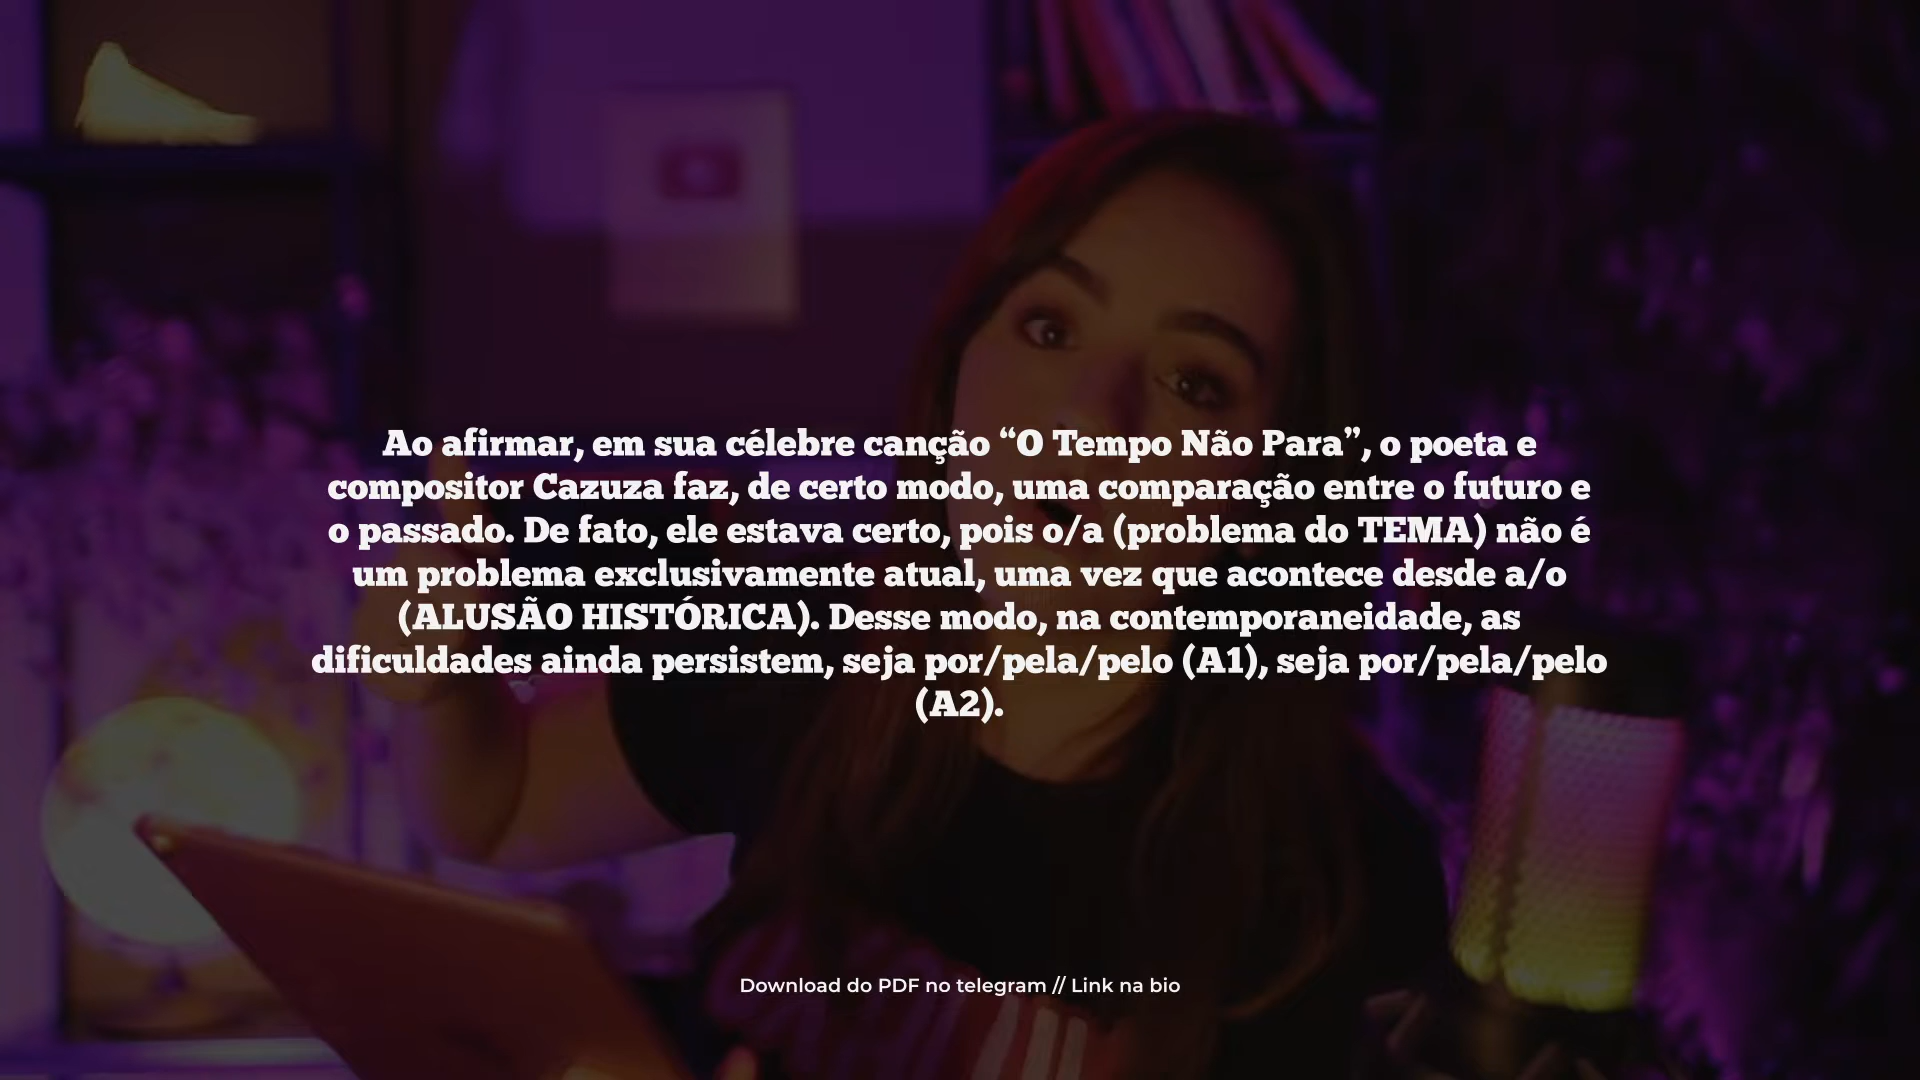 Ao afirmar, em sua célebre canção “O Tempo Não Para”, o poeta e
compositor Cazuza faz, de certo modo, uma comparação entre o futuro e
o passado. De fato, ele estava certo, pois o/a (problema do TEMA) não é
um problema exclusivamente atual, uma vez que acontece desde a/o
(ALUSÃO HISTÓRICA). Desse modo, na contemporaneidade, as
dificuldades ainda persistem, seja por/pela/pelo (A1), seja por/pela/pelo
(A2).
Download do PDF no telegram // Link na bio